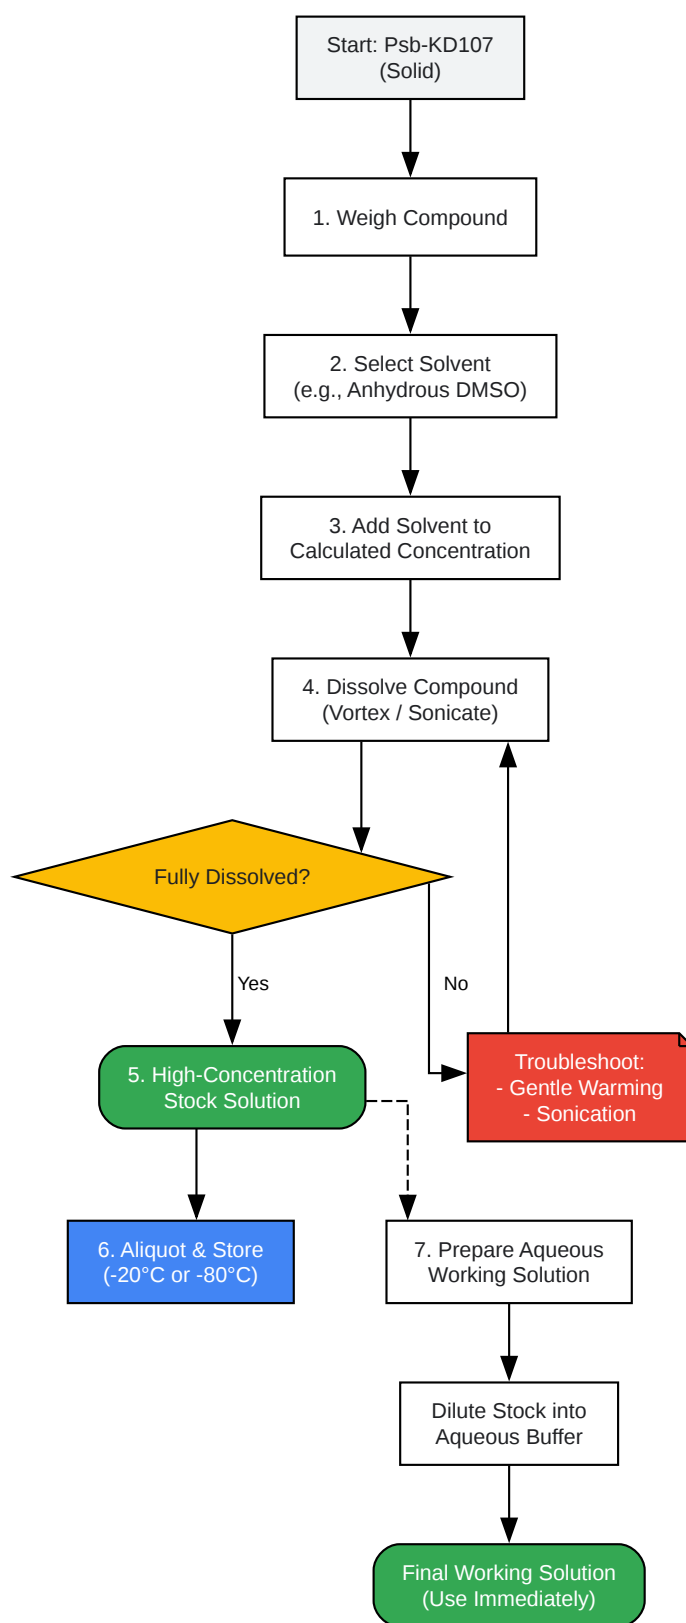 Start: Psb-KD107
(Solid)
1. Weigh Compound
2. Select Solvent
(e.g., Anhydrous DMSO)
3. Add Solvent to
Calculated Concentration
4. Dissolve Compound
(Vortex / Sonicate)
Fully Dissolved?
Yes
No
5. High-Concentration
Stock Solution
Troubleshoot:
- Gentle Warming
- Sonication
6. Aliquot & Store
(-20°C or -80°C)
7. Prepare Aqueous
Working Solution
Dilute Stock into
Aqueous Buffer
Final Working Solution
(Use Immediately)